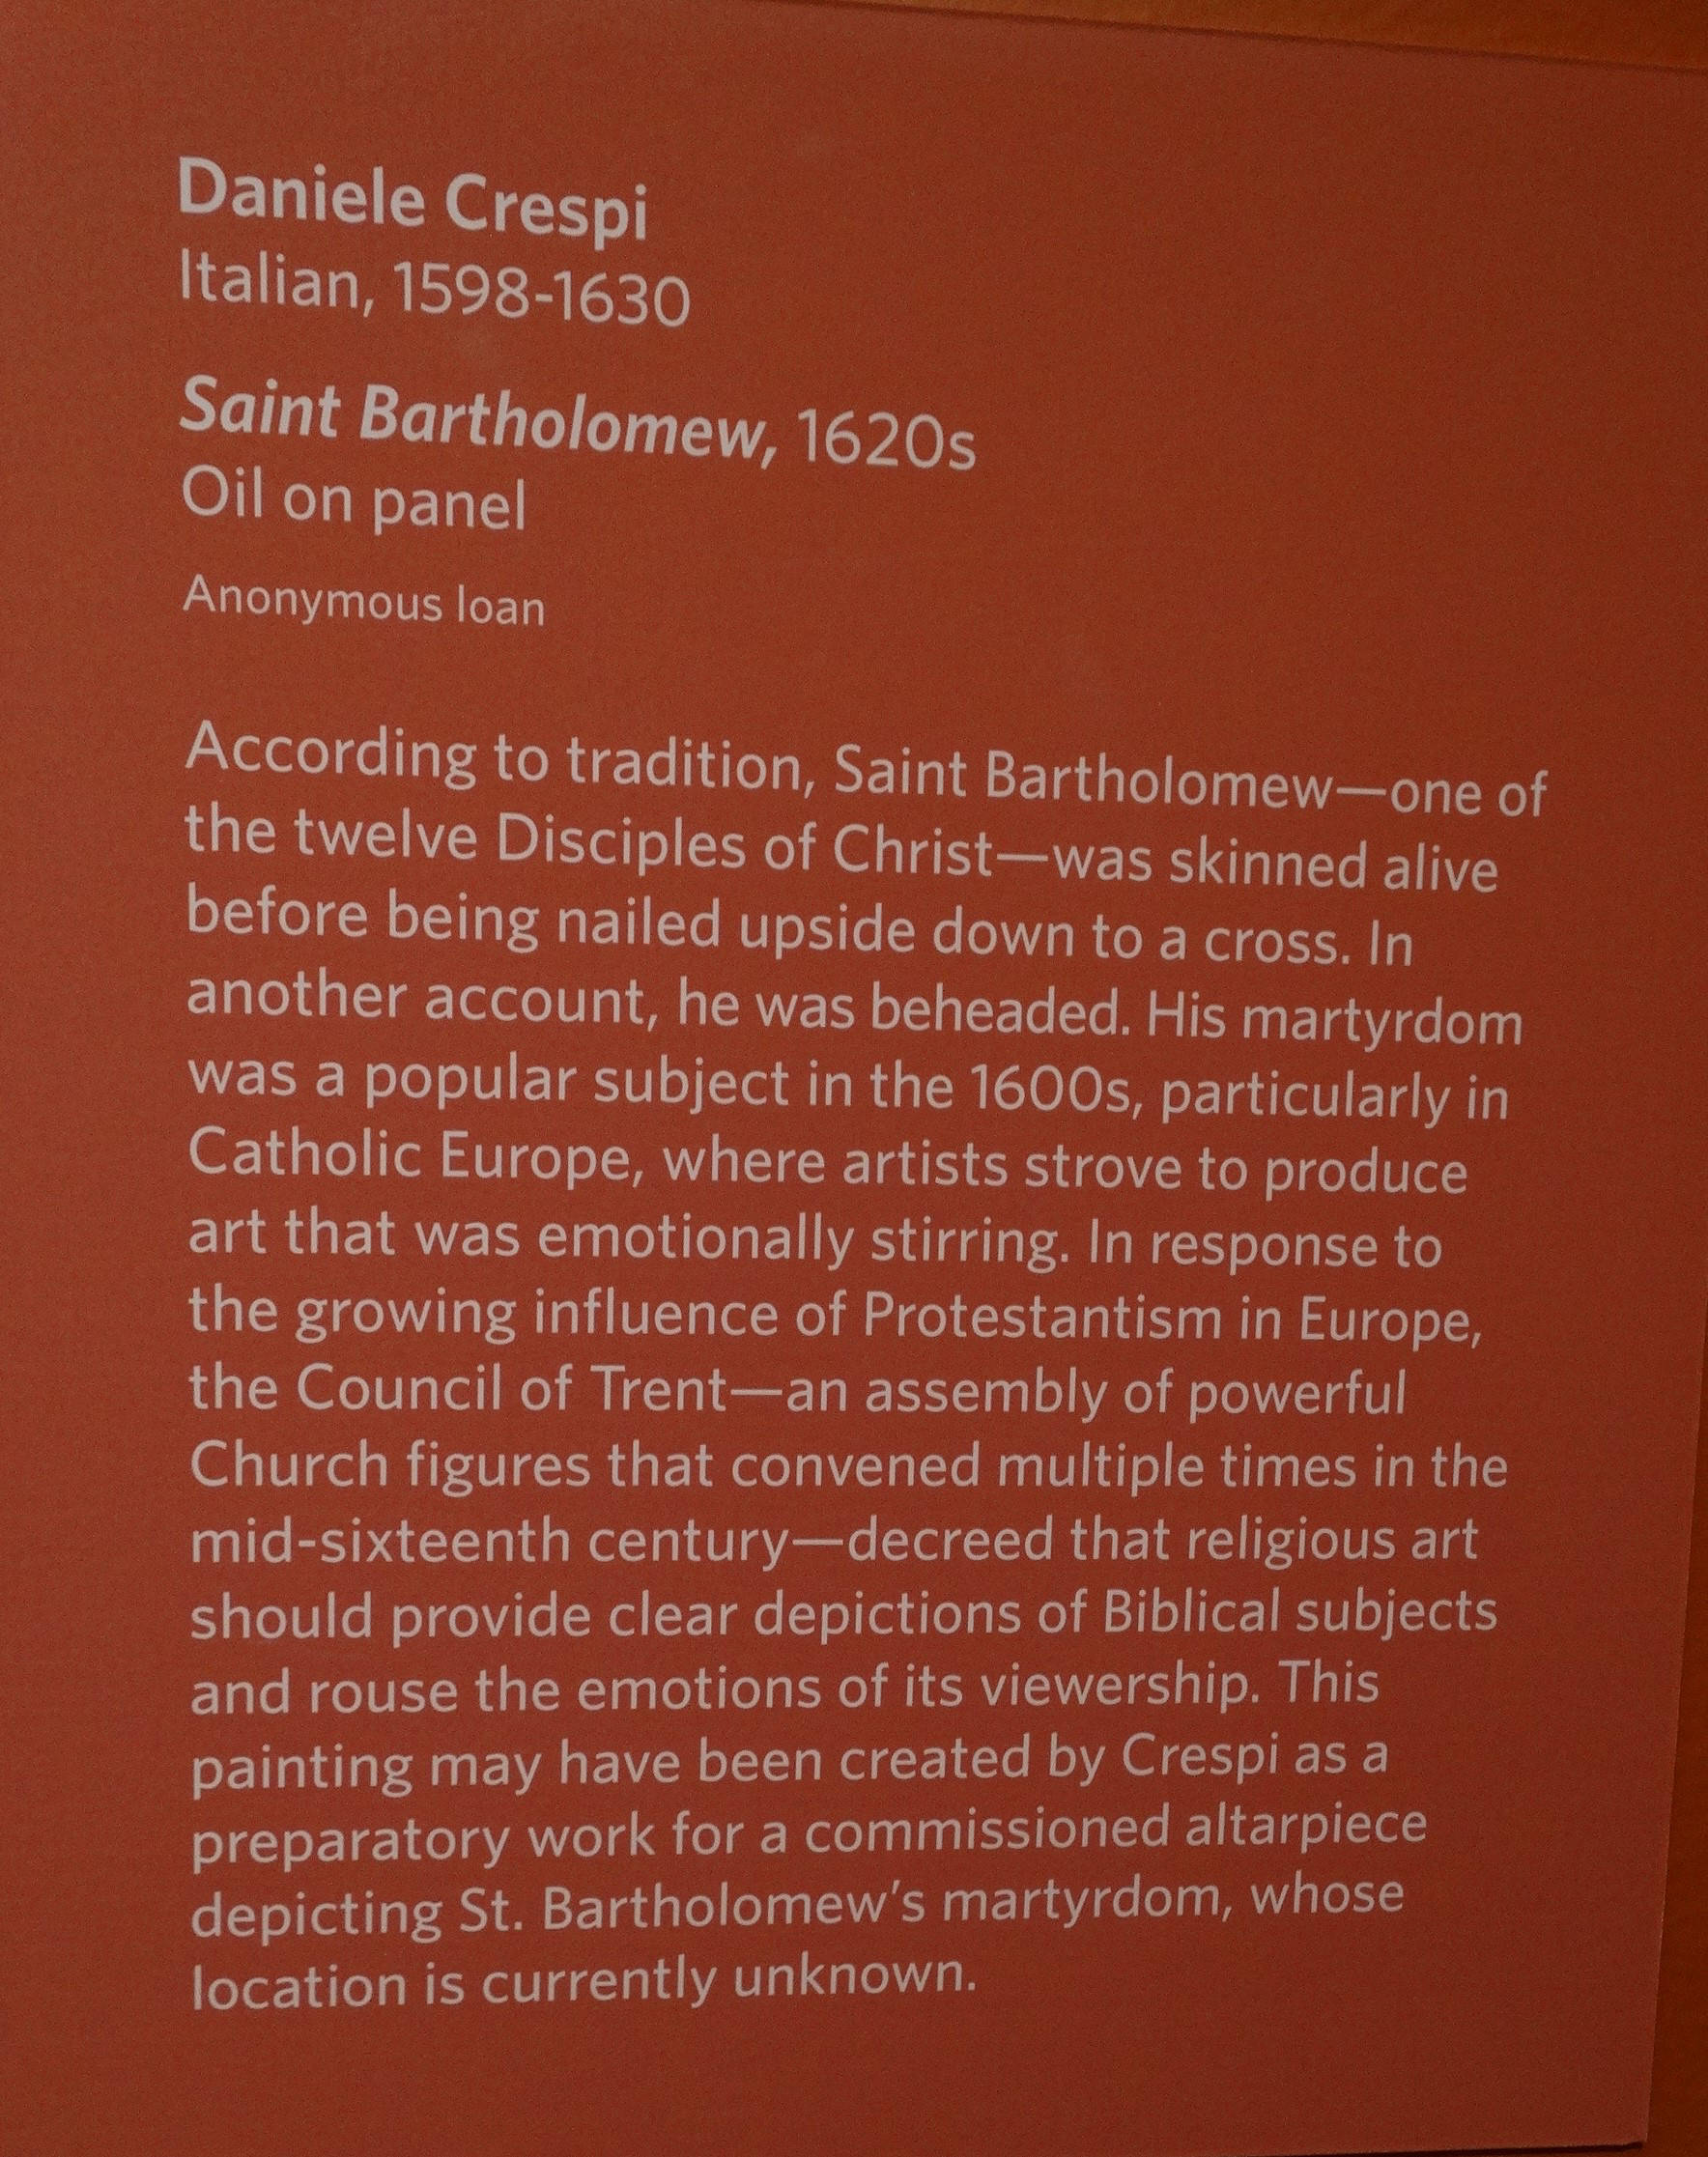 Daniele Crespi
Italian, 1598-1630
Saint Bartholomew, 1620s
Oil on panel
Anonymous loan
According to tradition, Saint Bartholomew—one of
the twelve Disciples of Christ—was skinned alive
before being nailed upside down to a cross. In
another account, he was beheaded. His martyrdom
was a popular subject in the 1600s, particularly in
Catholic Europe, where artists strove to produce
art that was emotionally stirring. In response to
the growing influence of Protestantism in Europe,
the Council of Trent—an assembly of powerful
Church figures that convened multiple times in the
mid-sixteenth century—decreed that religious art
should provide clear depictions of Biblical subjects
and rouse the emotions of its viewership. This
painting may have been created by Crespi as a
preparatory work for a commissioned altarpiece
depicting St. Bartholomew's martyrdom, whose
location is currently unknown.